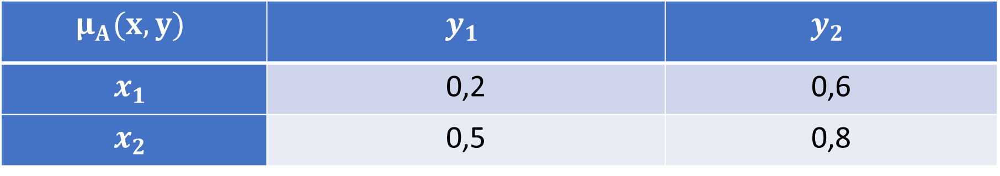 μA(x, y) y1 y2
x1 0,2 0,6
x2 0,5 0,8